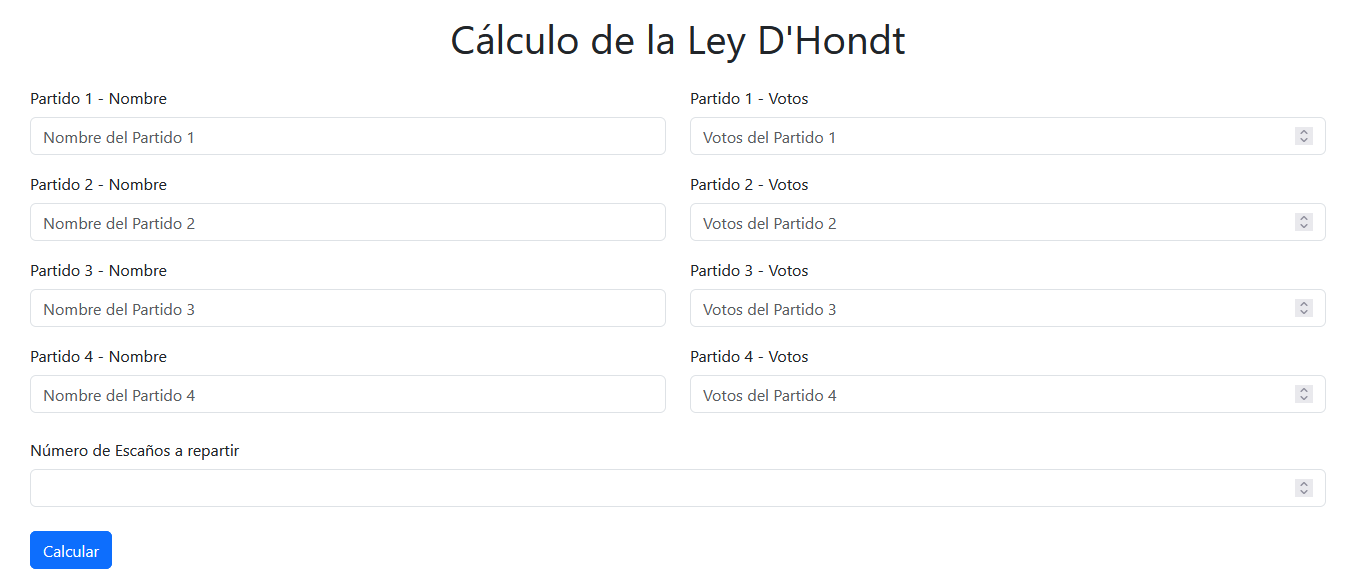 Cálculo de la Ley D'Hondt
Partido 1 - Nombre
Partido 1 - Votos
Nombre del Partido 1
Votos del Partido 1
Partido 2 - Nombre
Partido 2 - Votos
Nombre del Partido 2
Votos del Partido 2
Partido 3 - Nombre
Partido 3 - Votos
Nombre del Partido 3
Votos del Partido 3
Partido 4 - Nombre
Partido 4 - Votos
Nombre del Partido 4
Votos del Partido 4
Número de Escaños a repartir
Calcular